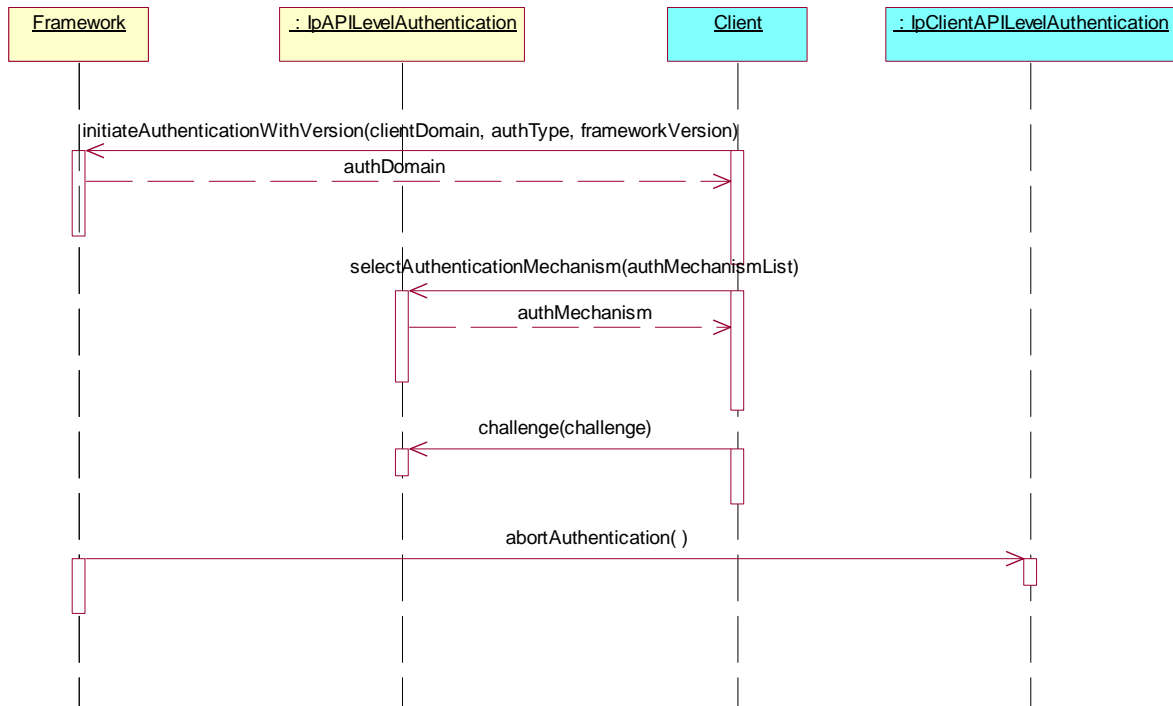 Framework
: IpAPILevelAuthentication
Client
: IpClientAPILevelAuthentication
initiateAuthenticationWithVersion(clientDomain, authType, frameworkVersion)
authDomain
selectAuthenticationMechanism(authMechanismList)
authMechanism
challenge(challenge)
abortAuthentication( )